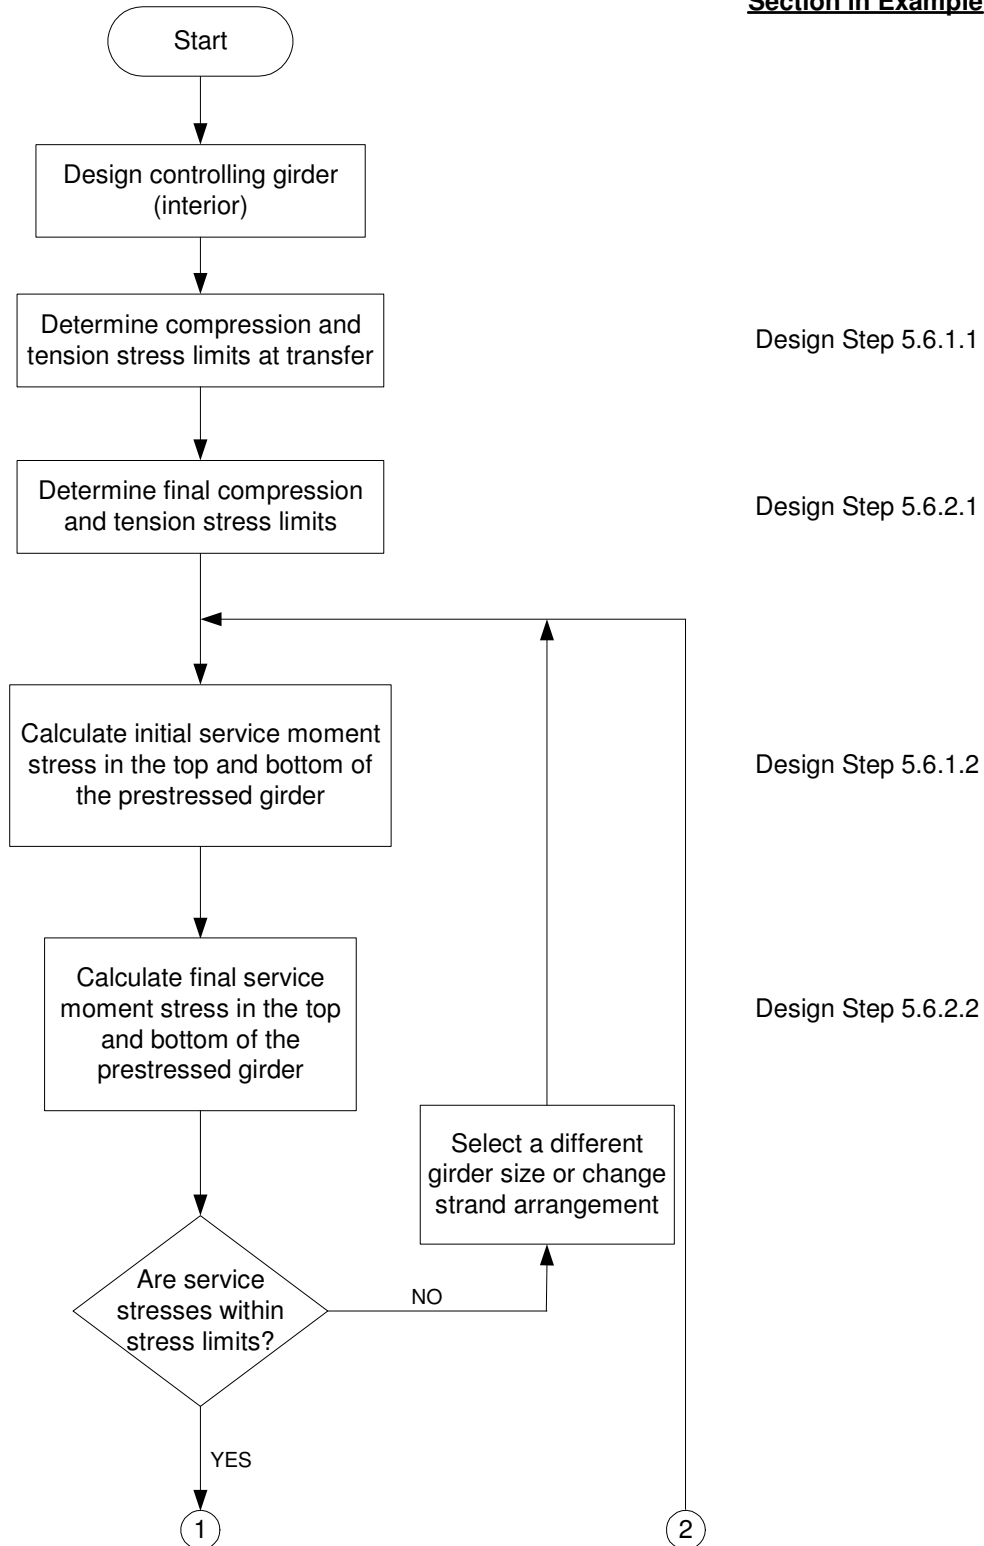 Section in Example
Start
Design controlling girder
(interior)
Determine compression and
tension stress limits at transfer
Design Step 5.6.1.1
Determine final compression
and tension stress limits
Design Step 5.6.2.1
Calculate initial service moment
stress in the top and bottom of
the prestressed girder
Design Step 5.6.1.2
Calculate final service
moment stress in the top
and bottom of the
prestressed girder
Design Step 5.6.2.2
Select a different
girder size or change
strand arrangement
Are service
stresses within
stress limits?
NO
YES
1
2